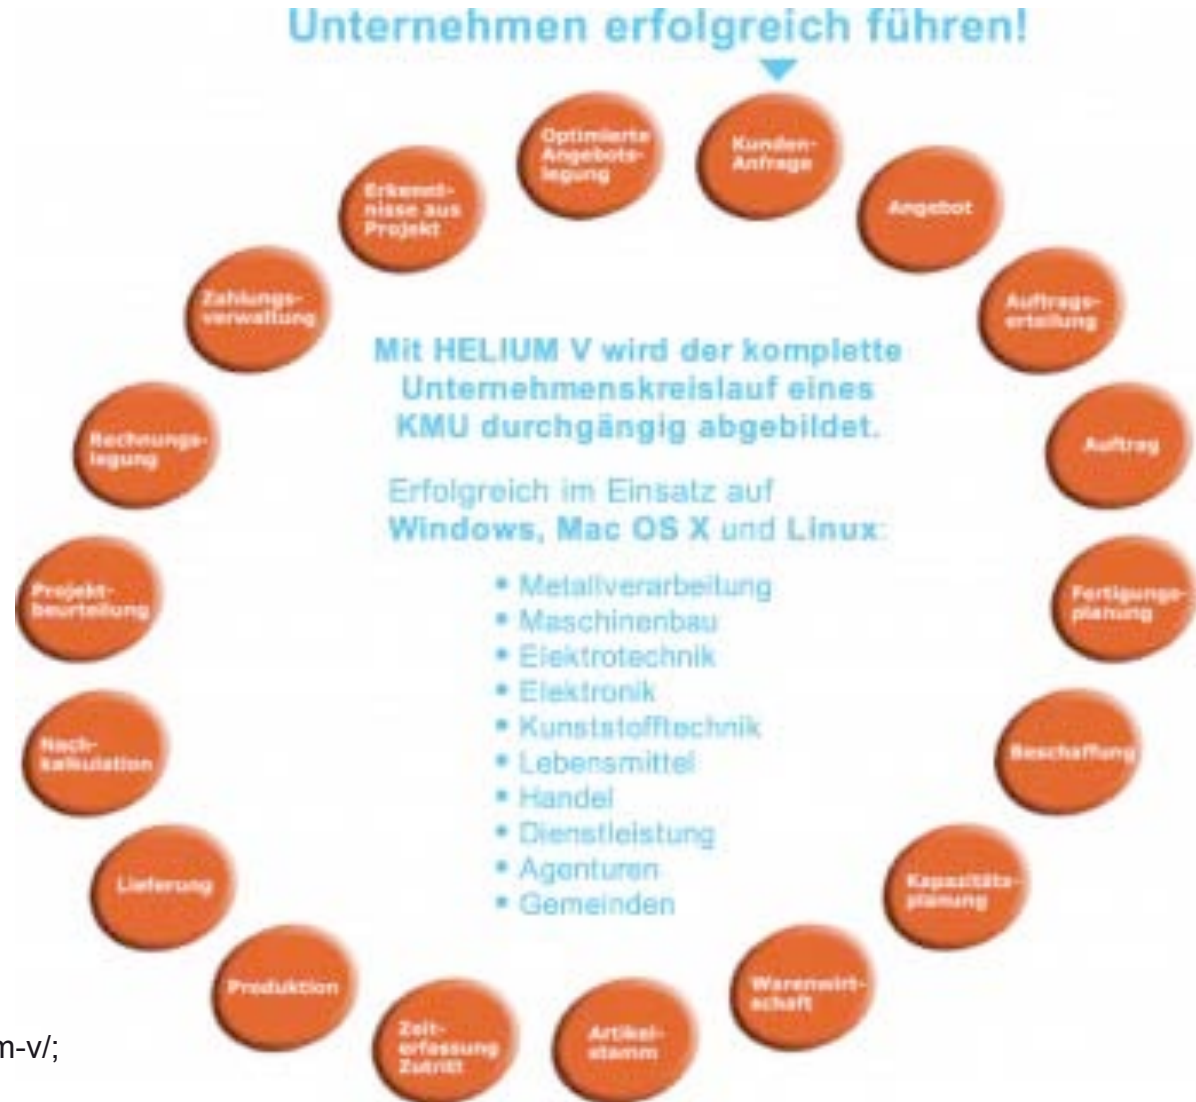 Unternehmen erfolgreich führen!
Kunden-
Anfrage
Angebot
Auftrags-
erteilung
Auftrag
Fertigungs-
planung
Beschaffung
Kapazitäts-
planung
Warenwirt-
schaft
Artikel-
stamm
Zeit-
erfassung
Zutritt
Produktion
Lieferung
Nach-
kalkulation
Projekt-
beurteilung
Rechnungs-
legung
Zahlungs-
verwaltung
Erkennt-
nisse aus
Projekt
Optimierte
Angebots-
legung
Mit HELIUM V wird der komplette
Unternehmenskreislauf eines
KMU durchgängig abgebildet.
Erfolgreich im Einsatz auf
Windows, Mac OS X und Linux:
• Metallverarbeitung
• Maschinenbau
• Elektrotechnik
• Elektronik
• Kunststofftechnik
• Lebensmittel
• Handel
• Dienstleistung
• Agenturen
• Gemeinden
m-v/;